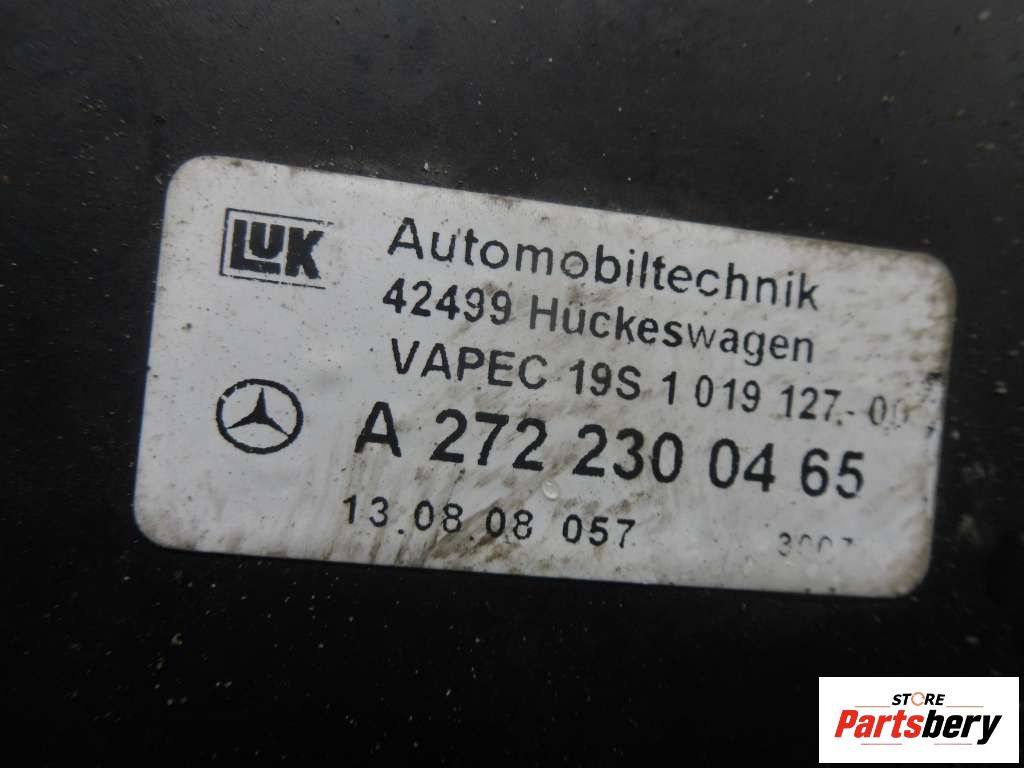 LUK
Automobiltechnik
42499 Hückeswagen
VAPEC 19S 1 019 127-00
A 272 230 04 65
13.08.08 057
STORE
Partsbery